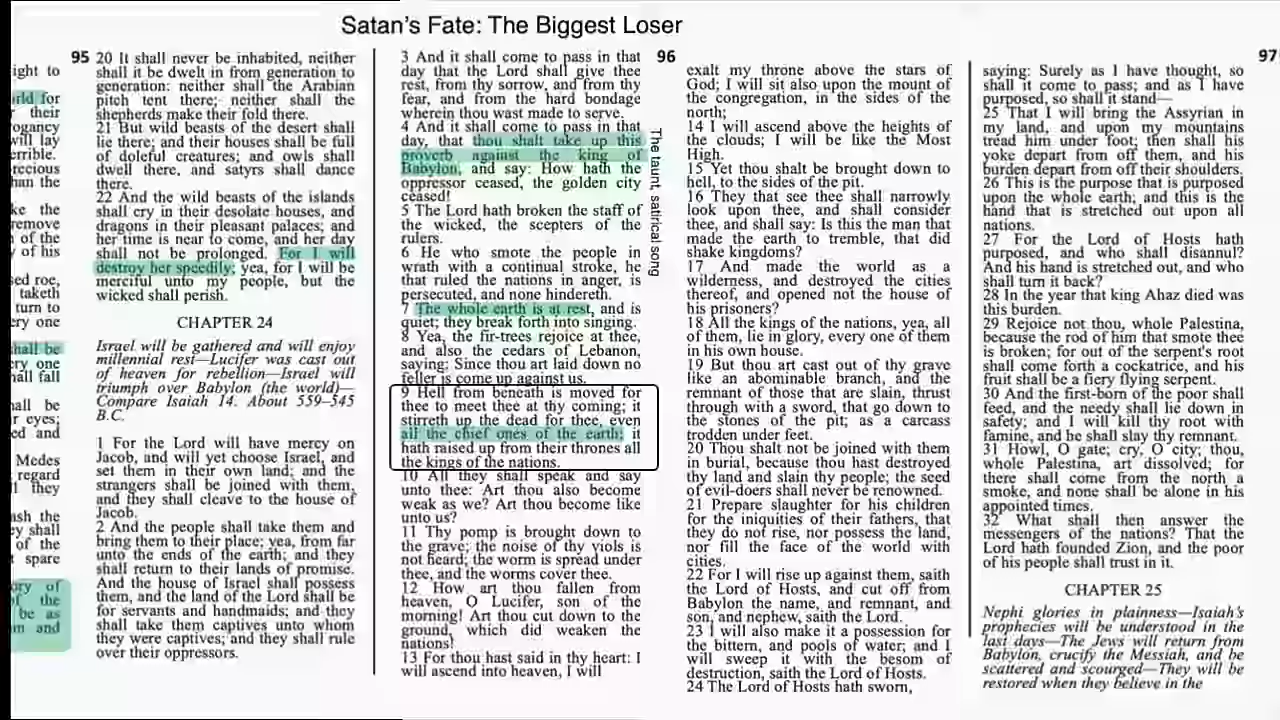 Satan's Fate: The Biggest Loser
ight to
rld for
their
ogancy
will lay
errible.
recious
han the
ke the
remove
of the
y of his
sed roe,
taketh
turn to
ery one
hall be
ery one
hall fall
hall be
r eyes;
ed and
Medes
regard
ll they
ash the
ey shall
of the
t spare
ory of
f the
be as
m and
95
20 It shall never be inhabited, neither
shall it be dwelt in from generation to
generation: neither shall the Arabian
pitch tent there; neither shall the
shepherds make their fold there.
21 But wild beasts of the desert shall
lie there; and their houses shall be full
of doleful creatures; and owls shall
dwell there, and satyrs shall dance
there.
22 And the wild beasts of the islands
shall cry in their desolate houses, and
dragons in their pleasant palaces; and
her time is near to come, and her day
shall not be prolonged. For I will
destroy her speedily; yea, for I will be
merciful unto my people, but the
wicked shall perish.
CHAPTER 24
Israel will be gathered and will enjoy
millennial rest—Lucifer was cast out
of heaven for rebellion—Israel will
triumph over Babylon (the world)—
Compare Isaiah 14. About 559–545
B.C.
1 For the Lord will have mercy on
Jacob, and will yet choose Israel, and
set them in their own land; and the
strangers shall be joined with them,
and they shall cleave to the house of
Jacob.
2 And the people shall take them and
bring them to their place; yea, from far
unto the ends of the earth; and they
shall return to their lands of promise.
And the house of Israel shall possess
them, and the land of the Lord shall be
for servants and handmaids; and they
shall take them captives unto whom
they were captives; and they shall rule
over their oppressors.
3 And it shall come to pass in that
day that the Lord shall give thee
rest, from thy sorrow, and from thy
fear, and from the hard bondage
wherein thou wast made to serve.
4 And it shall come to pass in that
day, that thou shalt take up this
proverb against the king of
Babylon, and say: How hath the
oppressor ceased, the golden city
ceased!
5 The Lord hath broken the staff of
the wicked, the scepters of the
rulers.
6 He who smote the people in
wrath with a continual stroke, he
that ruled the nations in anger, is
persecuted, and none hindereth.
7 The whole earth is at rest, and is
quiet; they break forth into singing.
8 Yea, the fir-trees rejoice at thee,
and also the cedars of Lebanon,
saying: Since thou art laid down no
feller is come up against us.
9 Hell from beneath is moved for
thee to meet thee at thy coming; it
stirreth up the dead for thee, even
all the chief ones of the earth; it
hath raised up from their thrones all
the kings of the nations.
10 All they shall speak and say
unto thee: Art thou also become
weak as we? Art thou become like
unto us?
11 Thy pomp is brought down to
the grave; the noise of thy viols is
not heard; the worm is spread under
thee, and the worms cover thee.
12 How art thou fallen from
heaven, O Lucifer, son of the
morning! Art thou cut down to the
ground, which did weaken the
nations!
13 For thou hast said in thy heart: I
will ascend into heaven, I will
The taunt, satirical song
96
exalt my throne above the stars of
God; I will sit also upon the mount of
the congregation, in the sides of the
north;
14 I will ascend above the heights of
the clouds; I will be like the Most
High.
15 Yet thou shalt be brought down to
hell, to the sides of the pit.
16 They that see thee shall narrowly
look upon thee, and shall consider
thee, and shall say: Is this the man that
made the earth to tremble, that did
shake kingdoms?
17 And made the world as a
wilderness, and destroyed the cities
thereof, and opened not the house of
his prisoners?
18 All the kings of the nations, yea, all
of them, lie in glory, every one of them
in his own house.
19 But thou art cast out of thy grave
like an abominable branch, and the
remnant of those that are slain, thrust
through with a sword, that go down to
the stones of the pit; as a carcass
trodden under feet.
20 Thou shalt not be joined with them
in burial, because thou hast destroyed
thy land and slain thy people; the seed
of evil-doers shall never be renowned.
21 Prepare slaughter for his children
for the iniquities of their fathers, that
they do not rise, nor possess the land,
nor fill the face of the world with
cities.
22 For I will rise up against them, saith
the Lord of Hosts, and cut off from
Babylon the name, and remnant, and
son, and nephew, saith the Lord.
23 I will also make it a possession for
the bittern, and pools of water; and I
will sweep it with the besom of
destruction, saith the Lord of Hosts.
24 The Lord of Hosts hath sworn,
97
saying: Surely as I have thought, so
shall it come to pass; and as I have
purposed, so shall it stand—
25 That I will bring the Assyrian in
my land, and upon my mountains
tread him under foot; then shall his
yoke depart from off them, and his
burden depart from off their shoulders.
26 This is the purpose that is purposed
upon the whole earth; and this is the
hand that is stretched out upon all
nations.
27 For the Lord of Hosts hath
purposed, and who shall disannul?
And his hand is stretched out, and who
shall turn it back?
28 In the year that king Ahaz died was
this burden.
29 Rejoice not thou, whole Palestina,
because the rod of him that smote thee
is broken; for out of the serpent's root
shall come forth a cockatrice, and his
fruit shall be a fiery flying serpent.
30 And the first-born of the poor shall
feed, and the needy shall lie down in
safety; and I will kill thy root with
famine, and he shall slay thy remnant.
31 Howl, O gate; cry, O city; thou,
whole Palestina, art dissolved; for
there shall come from the north a
smoke, and none shall be alone in his
appointed times.
32 What shall then answer the
messengers of the nations? That the
Lord hath founded Zion, and the poor
of his people shall trust in it.
CHAPTER 25
Nephi glories in plainness—Isaiah's
prophecies will be understood in the
last days—The Jews will return from
Babylon, crucify the Messiah, and be
scattered and scourged—They will be
restored when they believe in the